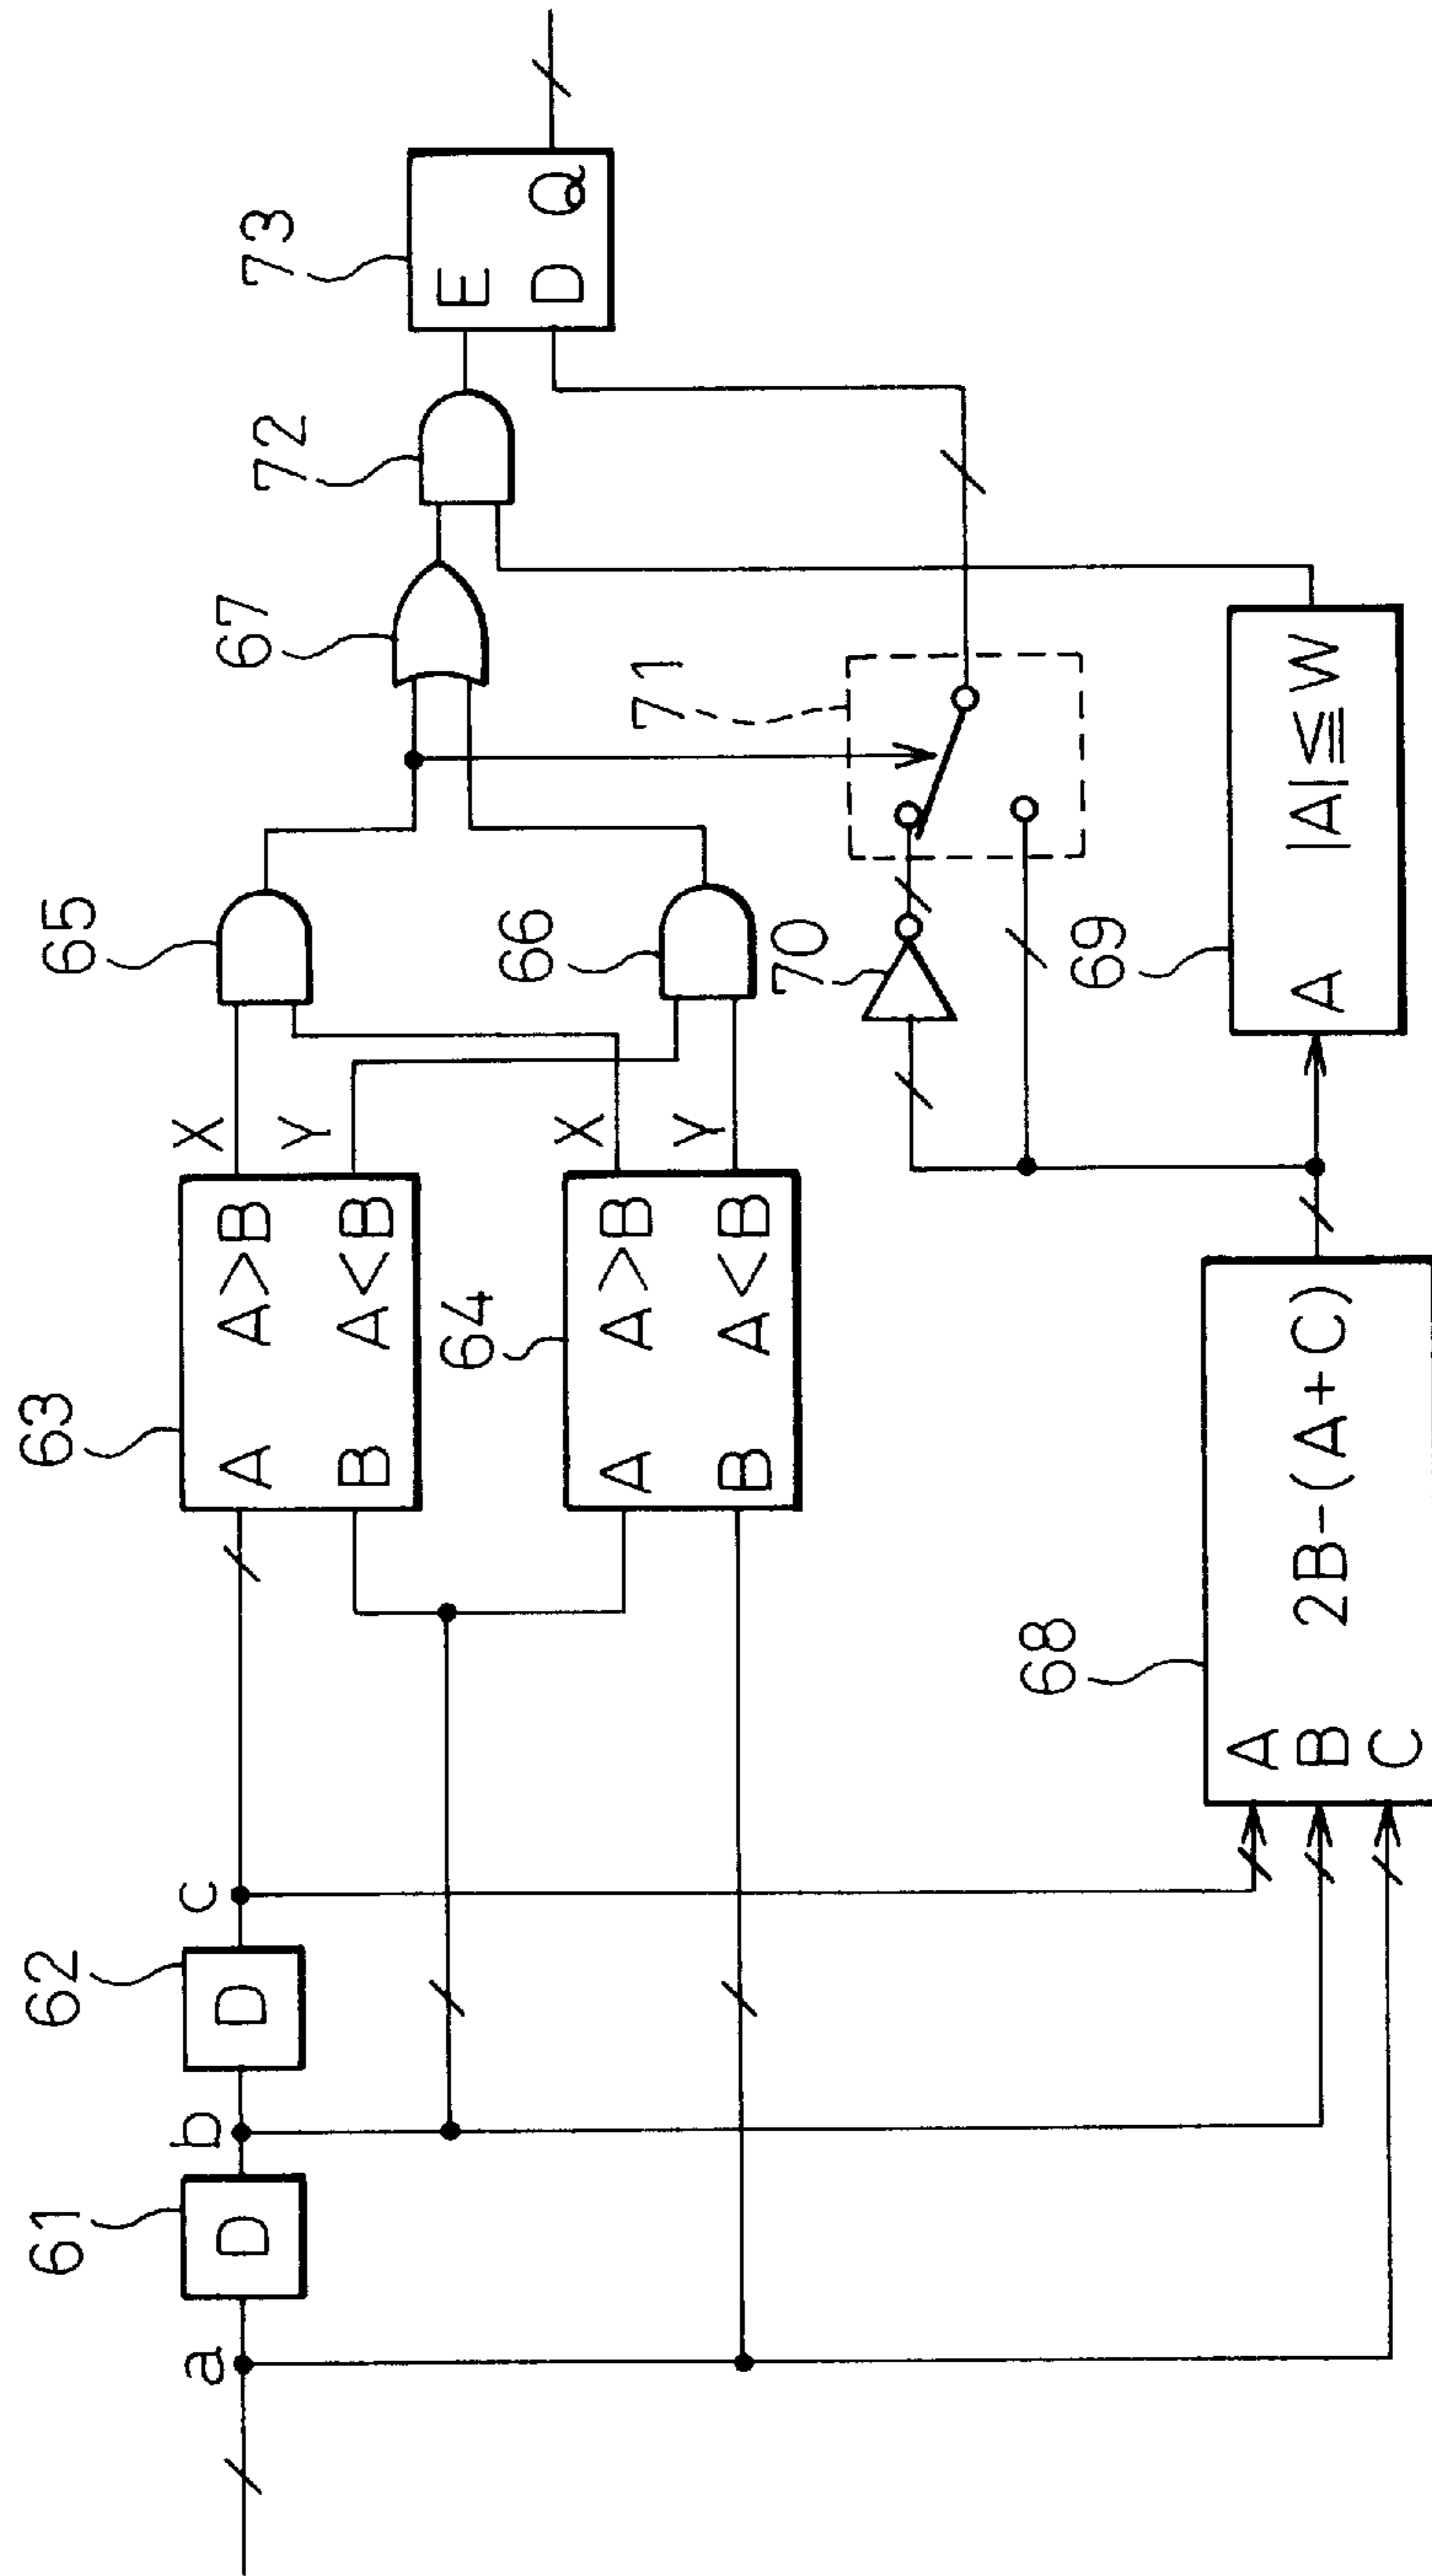 61
62
63
64
65
66
67
68
69
70
71
72
73
a
b
c
D
D
A A>B
B A<B
X
Y
A A>B
B A<B
X
Y
A
B 2B-(A+C)
C
A |A|≦W
E
D Q